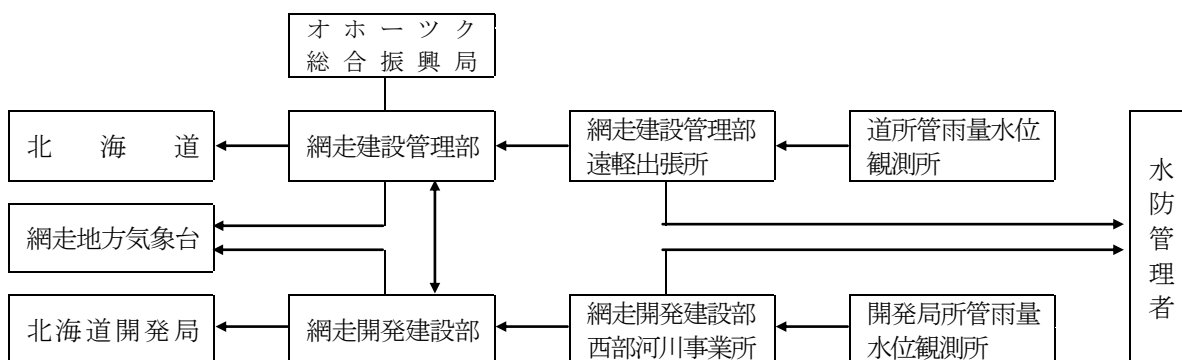 オホーツク
総合振興局
北海道
網走建設管理部
網走建設管理部
遠軽出張所
道所管雨量水位
観測所
網走地方気象台
水防管理者
北海道開発局
網走開発建設部
網走開発建設部
西部河川事業所
開発局所管雨量
水位観測所